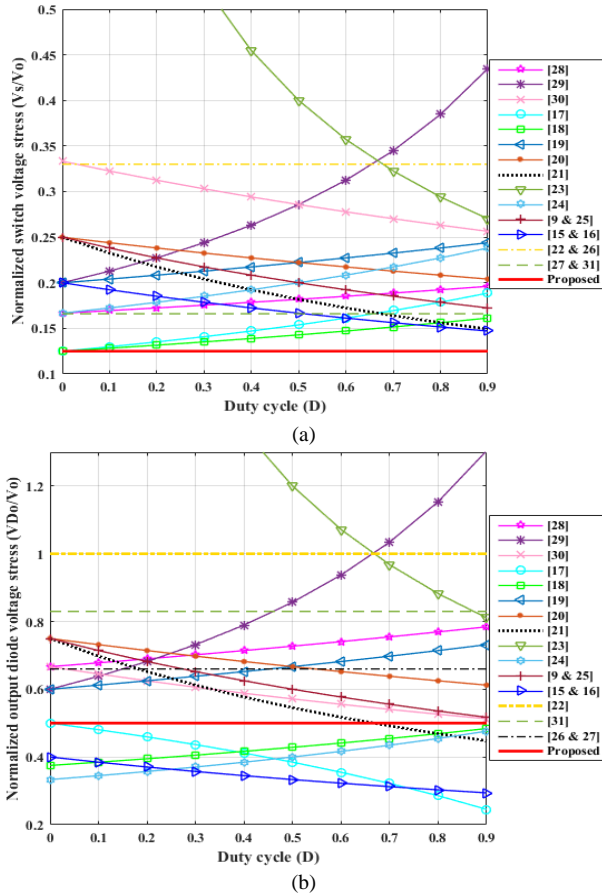 0.5
0.45
0.4
0.35
0.3
0.25
0.2
0.15
0.1
Normalized switch voltage stress (Vs/Vo)
0 0.1 0.2 0.3 0.4 0.5 0.6 0.7 0.8 0.9
Duty cycle (D)
[28]
[29]
[30]
[17]
[18]
[19]
[20]
[21]
[23]
[24]
[9 & 25]
[15 & 16]
[22 & 26]
[27 & 31]
Proposed
(a)
1.2
1
0.8
0.6
0.4
0.2
Normalized output diode voltage stress (VDo/Vo)
0 0.1 0.2 0.3 0.4 0.5 0.6 0.7 0.8 0.9
Duty cycle (D)
[28]
[29]
[30]
[17]
[18]
[19]
[20]
[21]
[23]
[24]
[9 & 25]
[15 & 16]
[22]
[31]
[26 & 27]
Proposed
(b)